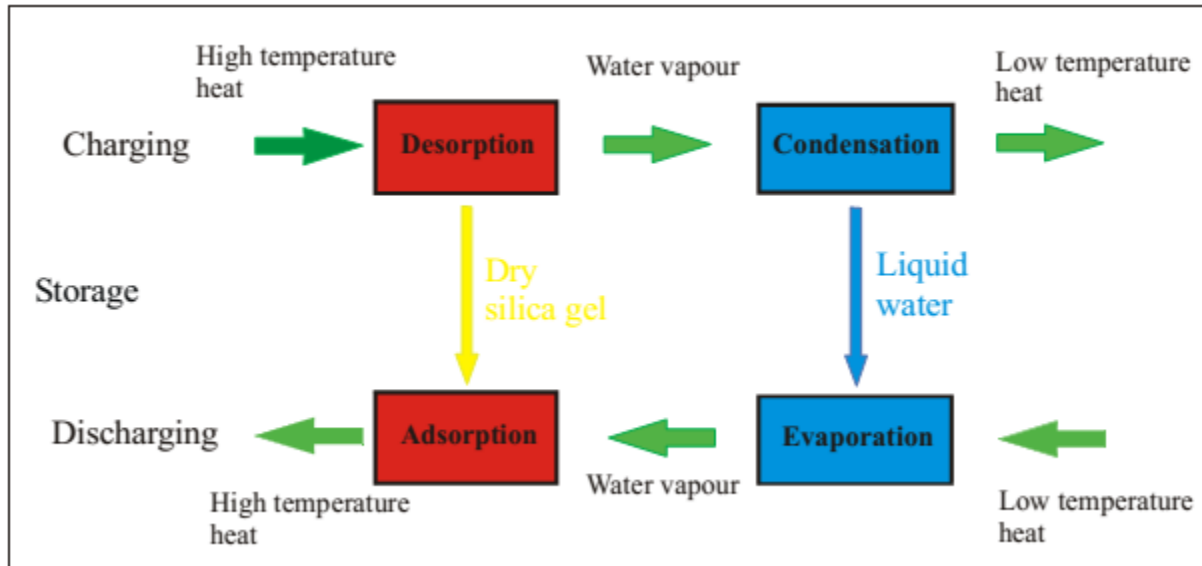 High temperature
heat
Water vapour
Low temperature
heat
Charging
Desorption
Condensation
Storage
Dry
silica gel
Liquid
water
Discharging
Adsorption
Evaporation
High temperature
heat
Water vapour
Low temperature
heat